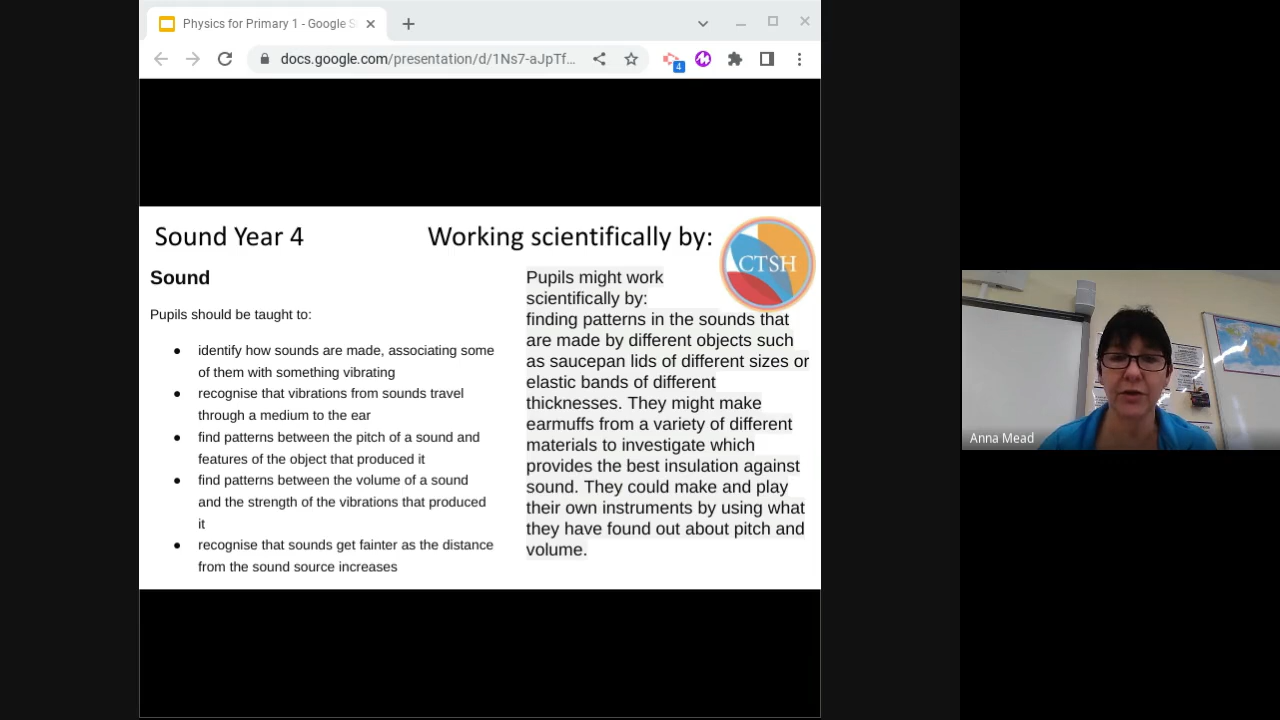 Physics for Primary 1 - Google S
docs.google.com/presentation/d/1Ns7-aJpTf...
4
Sound Year 4
Working scientifically by:
CTSH
Sound
Pupils should be taught to:
● identify how sounds are made, associating some
of them with something vibrating
● recognise that vibrations from sounds travel
through a medium to the ear
● find patterns between the pitch of a sound and
features of the object that produced it
● find patterns between the volume of a sound
and the strength of the vibrations that produced
it
● recognise that sounds get fainter as the distance
from the sound source increases
Pupils might work
scientifically by:
finding patterns in the sounds that
are made by different objects such
as saucepan lids of different sizes or
elastic bands of different
thicknesses. They might make
earmuffs from a variety of different
materials to investigate which
provides the best insulation against
sound. They could make and play
their own instruments by using what
they have found out about pitch and
volume.
Anna Mead